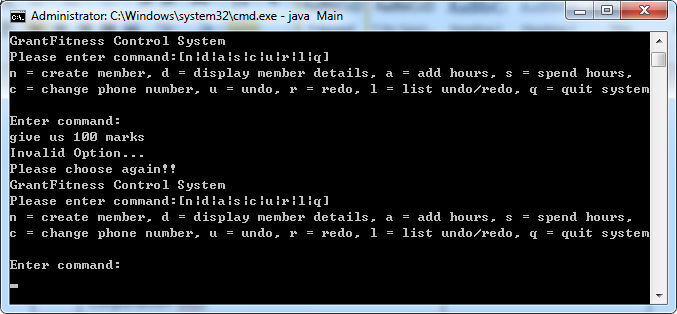 Administrator: C:\Windows\system32\cmd.exe - java  Main
GrantFitness Control System
Please enter command:[n¦d¦a¦s¦c¦u¦r¦l¦q]
n = create member, d = display member details, a = add hours, s = spend hours,
c = change phone number, u = undo, r = redo, l = list undo/redo, q = quit system
Enter command:
give us 100 marks
Invalid Option...
Please choose again!!
GrantFitness Control System
Please enter command:[n¦d¦a¦s¦c¦u¦r¦l¦q]
n = create member, d = display member details, a = add hours, s = spend hours,
c = change phone number, u = undo, r = redo, l = list undo/redo, q = quit system
Enter command: